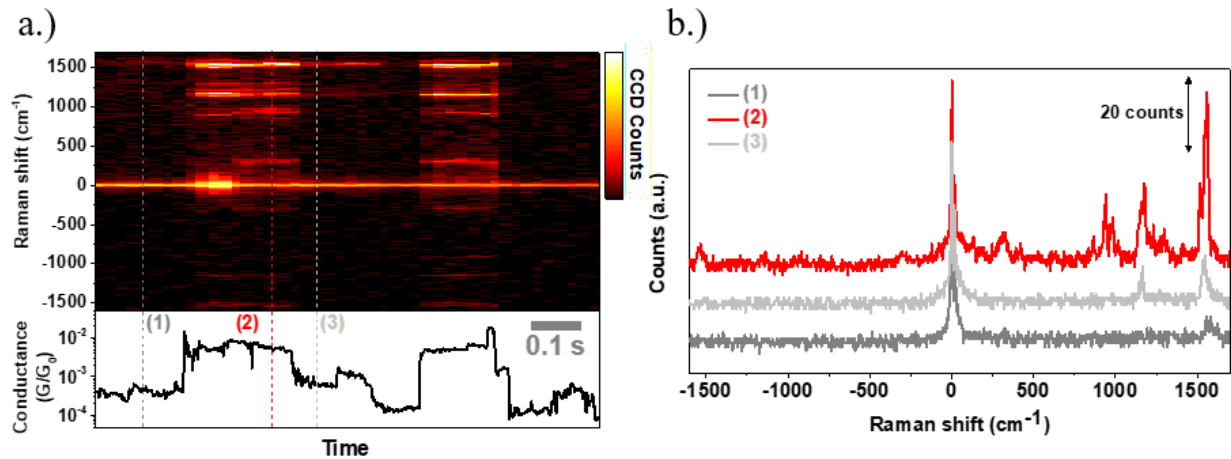 a.)
Raman shift (cm⁻¹)
1500
1000
500
0
-500
-1000
-1500
CCD Counts
Conductance
(G/G₀)
10⁻²
10⁻³
10⁻⁴
(1)
(2)
(3)
0.1 s
Time
b.)
Counts (a.u.)
(1)
(2)
(3)
20 counts
-1500 -1000 -500 0 500 1000 1500
Raman shift (cm⁻¹)